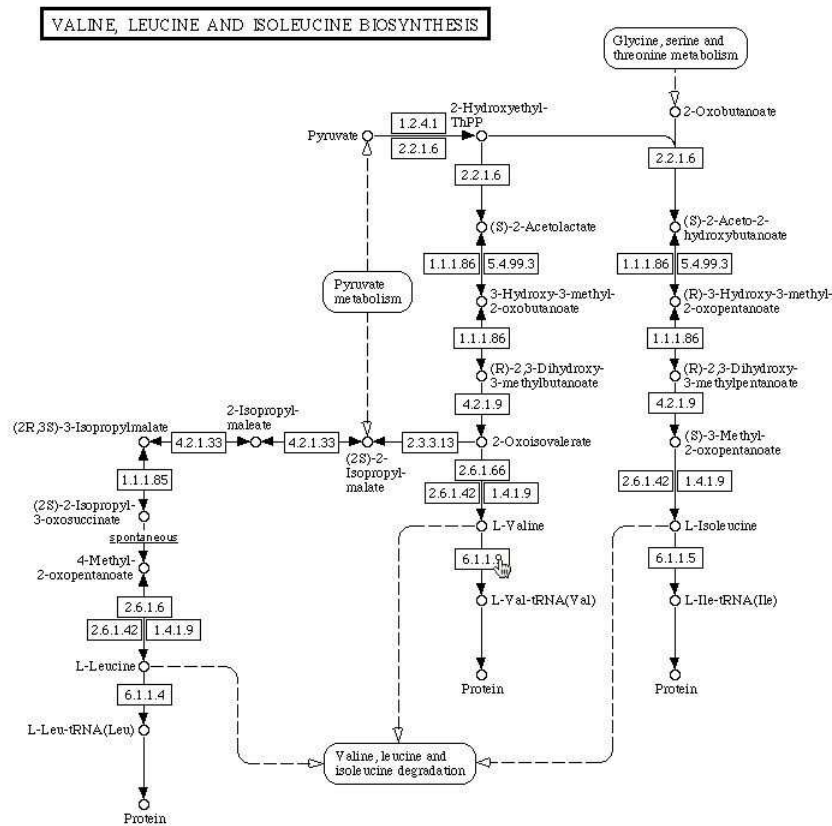 VALINE, LEUCINE AND ISOLEUCINE BIOSYNTHESIS
Glycine, serine and
threonine metabolism
2-Hydroxyethyl-
ThPP
2-Oxobutanoate
Pyruvate
1.2.4.1
2.2.1.6
2.2.1.6
2.2.1.6
(S)-2-Acetolactate
(S)-2-Aceto-2-
hydroxybutanoate
1.1.1.86
5.4.99.3
1.1.1.86
5.4.99.3
Pyruvate
metabolism
3-Hydroxy-3-methyl-
2-oxobutanoate
(R)-3-Hydroxy-3-methyl-
2-oxopentanoate
1.1.1.86
1.1.1.86
(R)-2,3-Dihydroxy-
3-methylbutanoate
(R)-2,3-Dihydroxy-
3-methylpentanoate
4.2.1.9
4.2.1.9
(2R,3S)-3-Isopropylmalate
2-Isopropyl-
maleate
4.2.1.33
4.2.1.33
(2S)-2-
Isopropyl-
malate
2.3.3.13
2-Oxoisovalerate
(S)-3-Methyl-
2-oxopentanoate
1.1.1.85
2.6.1.66
2.6.1.42
1.4.1.9
2.6.1.42
1.4.1.9
(2S)-2-Isopropyl-
3-oxosuccinate
spontaneous
L-Valine
L-Isoleucine
4-Methyl-
2-oxopentanoate
6.1.1.9
6.1.1.5
2.6.1.6
2.6.1.42
1.4.1.9
L-Val-tRNA(Val)
L-Ile-tRNA(Ile)
L-Leucine
6.1.1.4
Protein
Protein
L-Leu-tRNA(Leu)
Valine, leucine and
isoleucine degradation
Protein